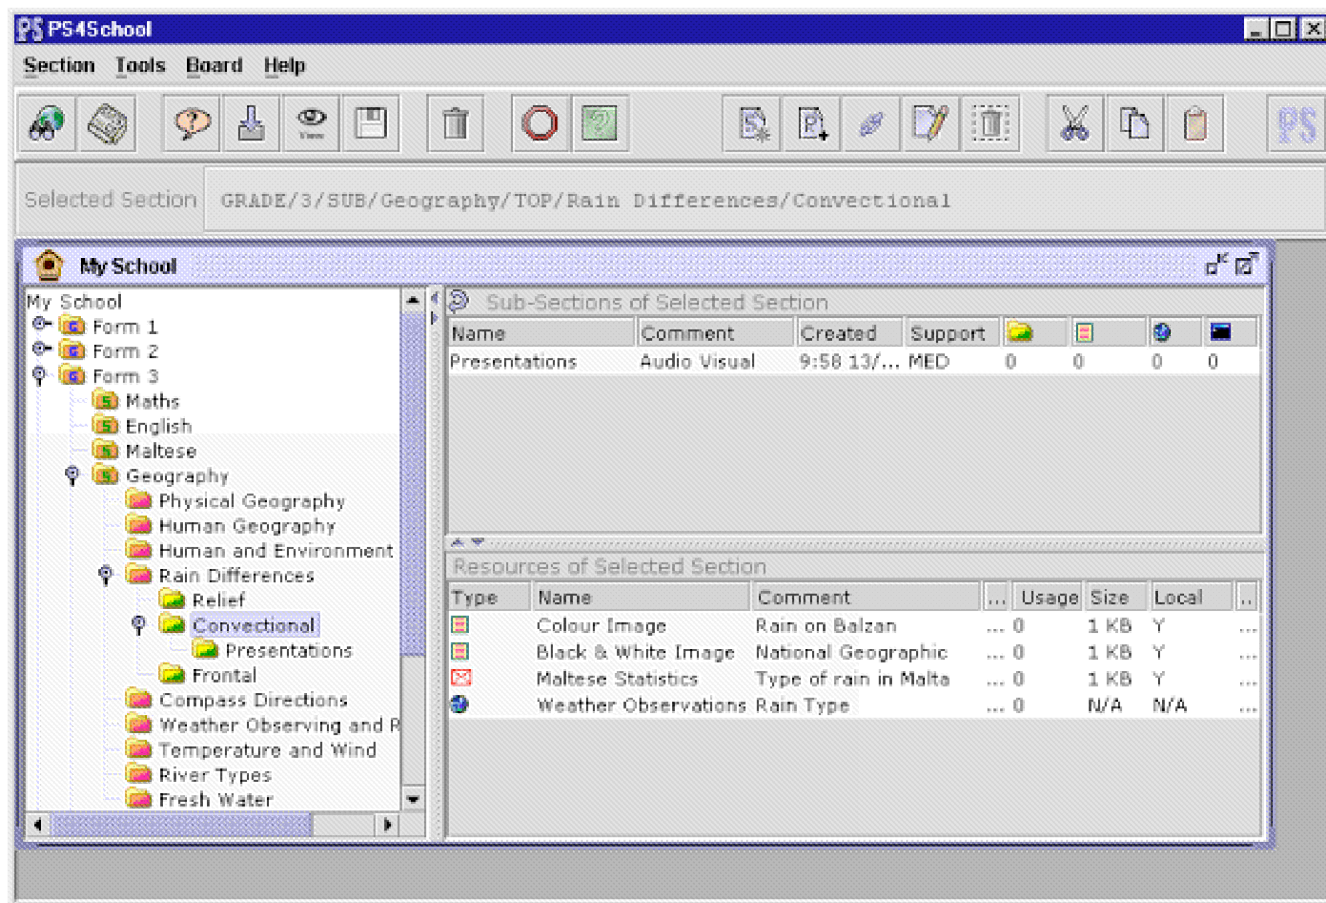 PS PS4School
Section Tools Board Help
Views
S R PS
Selected Section GRADE/3/SUB/Geography/TOP/Rain Differences/Convectional
My School
My School
Form 1
Form 2
Form 3
Maths
English
Maltese
Geography
Physical Geography
Human Geography
Human and Environment
Rain Differences
Relief
Convectional
Presentations
Frontal
Compass Directions
Weather Observing and R
Temperature and Wind
River Types
Fresh Water
Sub-Sections of Selected Section
Name Comment Created Support
Presentations Audio Visual 9:58 13/... MED 0 0 0 0
Resources of Selected Section
Type Name Comment ... Usage Size Local ..
Colour Image Rain on Balzan ... 0 1 KB Y ...
Black & White Image National Geographic ... 0 1 KB Y ...
Maltese Statistics Type of rain in Malta ... 0 1 KB Y ...
Weather Observations Rain Type ... 0 N/A N/A ...